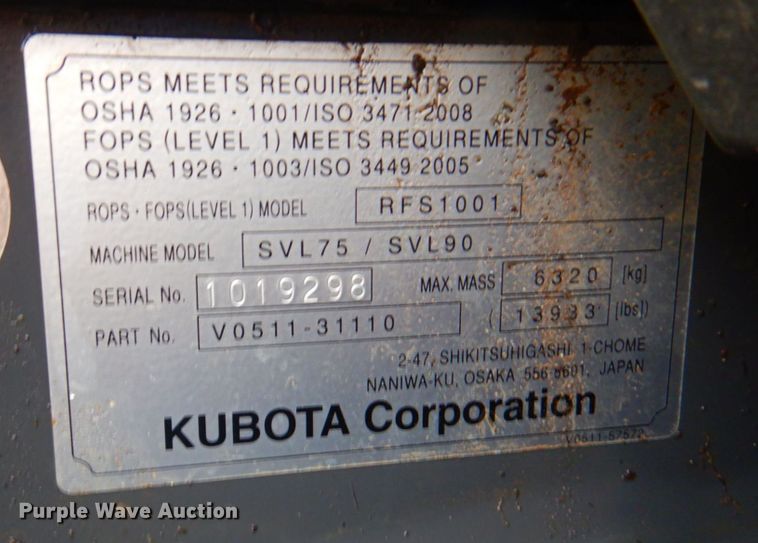 ROPS MEETS REQUIREMENTS OF
OSHA 1926 · 1001/ISO 3471-2008
FOPS (LEVEL 1) MEETS REQUIREMENTS OF
OSHA 1926 · 1003/ISO 3449 2005
ROPS · FOPS(LEVEL 1) MODEL RFS1001
MACHINE MODEL SVL75 / SVL90
SERIAL No. 1019298 MAX. MASS 6320 [kg]
PART No. V0511-31110 ( 13933 [lbs])
2-47, SHIKITSUHIGASHI 1-CHOME
NANIWA-KU, OSAKA 556-8601, JAPAN
KUBOTA Corporation
V0511-57572
Purple Wave Auction